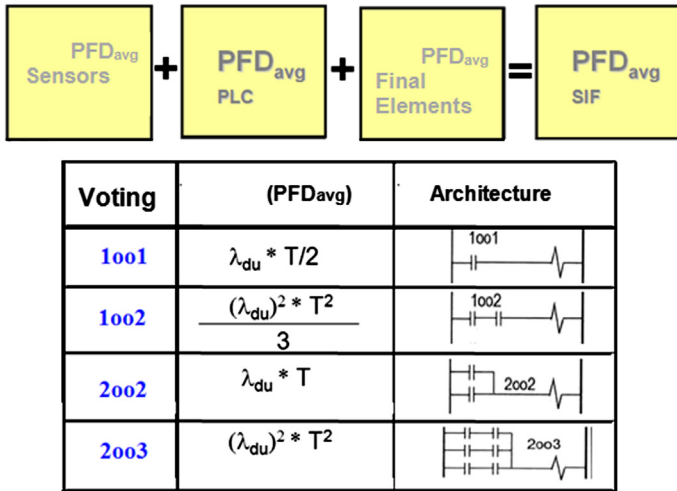 PFDavg + PFDavg + PFDavg = PFDavg
Sensors PLC Final Elements SIF
Voting (PFDavg) Architecture
1oo1 λdu * T/2 1oo1
1oo2 (λdu)² * T² / 3 1oo2
2oo2 λdu * T 2oo2
2oo3 (λdu)² * T² 2oo3